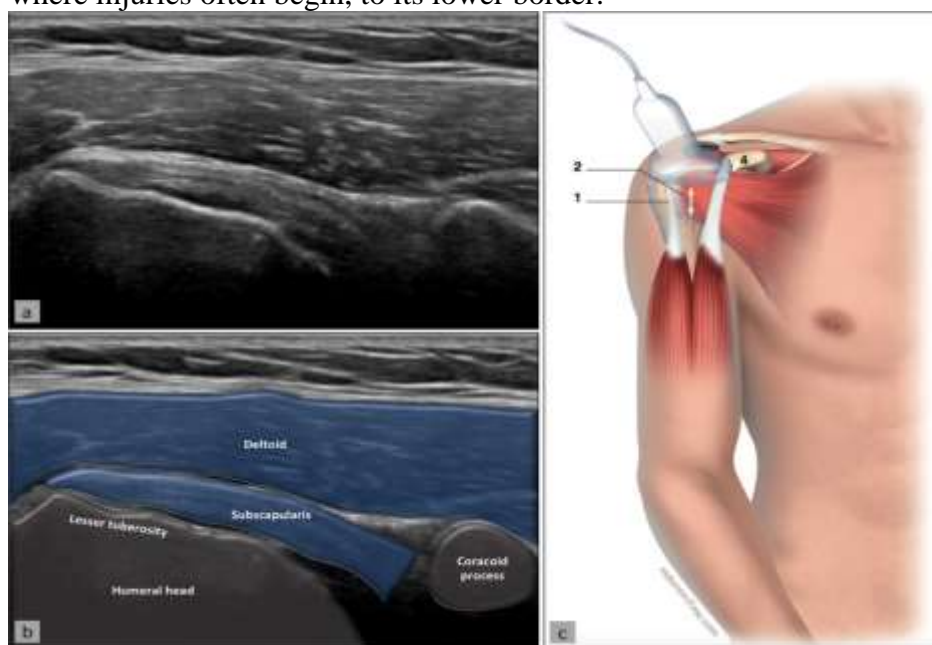 where injuries often begin, to its lower border.
a
2
1
4
Deltoid
Subscapularis
Lesser tuberosity
Coracoid
process
Humeral head
b
c